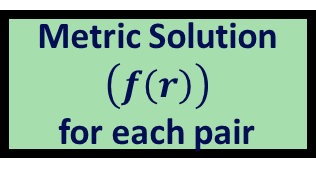 Metric Solution
(f(r))
for each pair